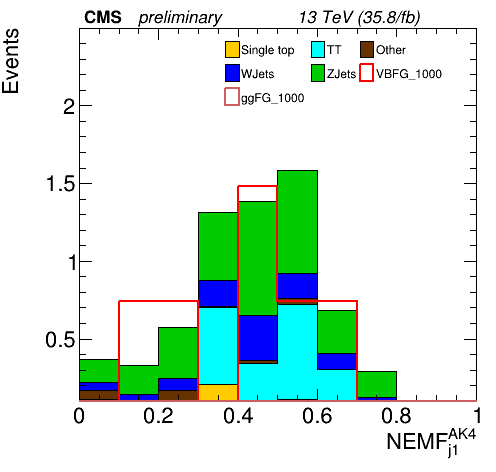 CMS preliminary 13 TeV (35.8/fb)
Events
Single top TT Other
WJets ZJets VBFG_1000
ggFG_1000
2
1.5
1
0.5
0 0.2 0.4 0.6 0.8 1
NEMF^{AK4}_{j1}